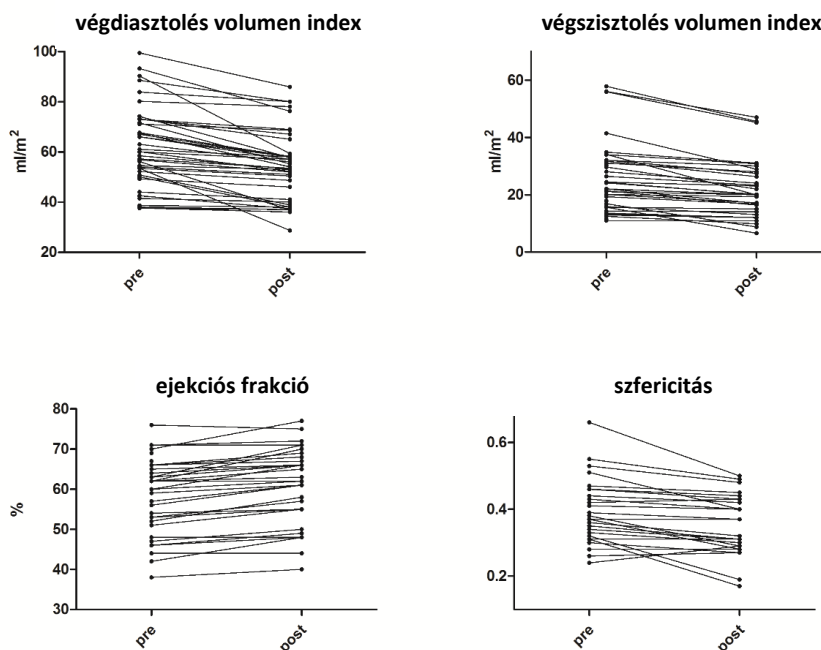 végdiasztolés volumen index
100
80
60
40
20
ml/m²
pre
post
végszisztolés volumen index
60
40
20
0
ml/m²
pre
post
ejekciós frakció
80
70
60
50
40
30
%
pre
post
szfericitás
0.6
0.4
0.2
pre
post